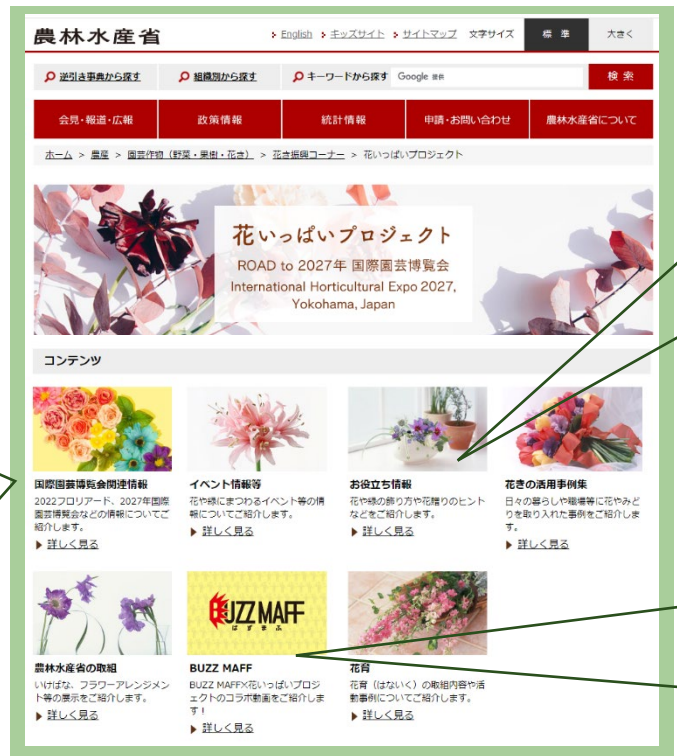 農林水産省
English キッズサイト サイトマップ 文字サイズ 標準 大きく
逆引き事典から探す 組織別から探す キーワードから探す Google 提供 検索
会見・報道・広報 政策情報 統計情報 申請・お問い合わせ 農林水産省について
ホーム > 農産 > 園芸作物(野菜・果樹・花き) > 花き振興コーナー > 花いっぱいプロジェクト
花いっぱいプロジェクト
ROAD to 2027年 国際園芸博覧会
International Horticultural Expo 2027,
Yokohama, Japan
コンテンツ
国際園芸博覧会関連情報
2022フロリアード、2027年国際
園芸博覧会などの情報についてご
紹介します。
詳しく見る
イベント情報等
花や緑にまつわるイベント等の情
報についてご紹介します。
詳しく見る
お役立ち情報
花や緑の飾り方や花贈りのヒント
などをご紹介します。
詳しく見る
花きの活用事例集
日々の暮らしや職場等に花やみど
りを取り入れた事例をご紹介しま
す。
詳しく見る
農林水産省の取組
いけばな、フラワーアレンジメン
ト等の展示をご紹介します。
詳しく見る
BUZZ MAFF
ばずまふ
BUZZ MAFF
BUZZ MAFF×花いっぱいプロジ
ェクトのコラボ動画をご紹介しま
す!
詳しく見る
花育
花育(はないく)の取組内容や活
動事例についてご紹介します。
詳しく見る